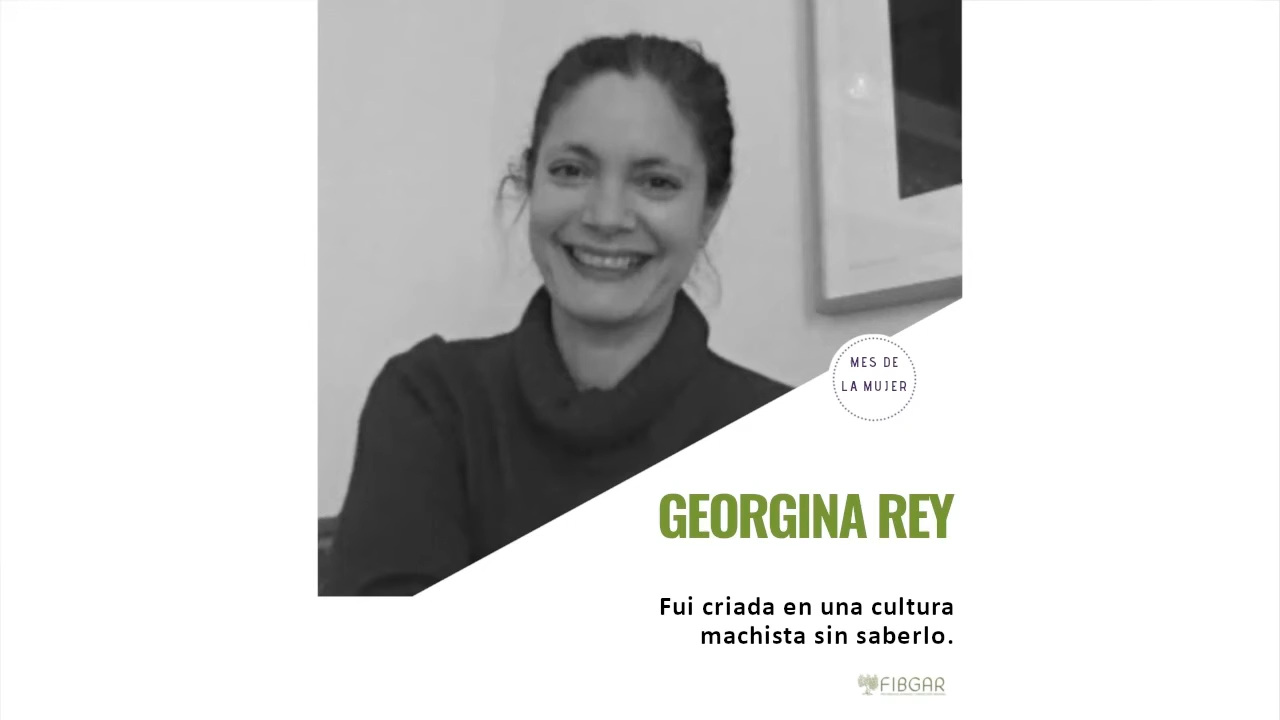 MES DE
LA MUJER
GEORGINA REY
Fui criada en una cultura
machista sin saberlo.
FIBGAR